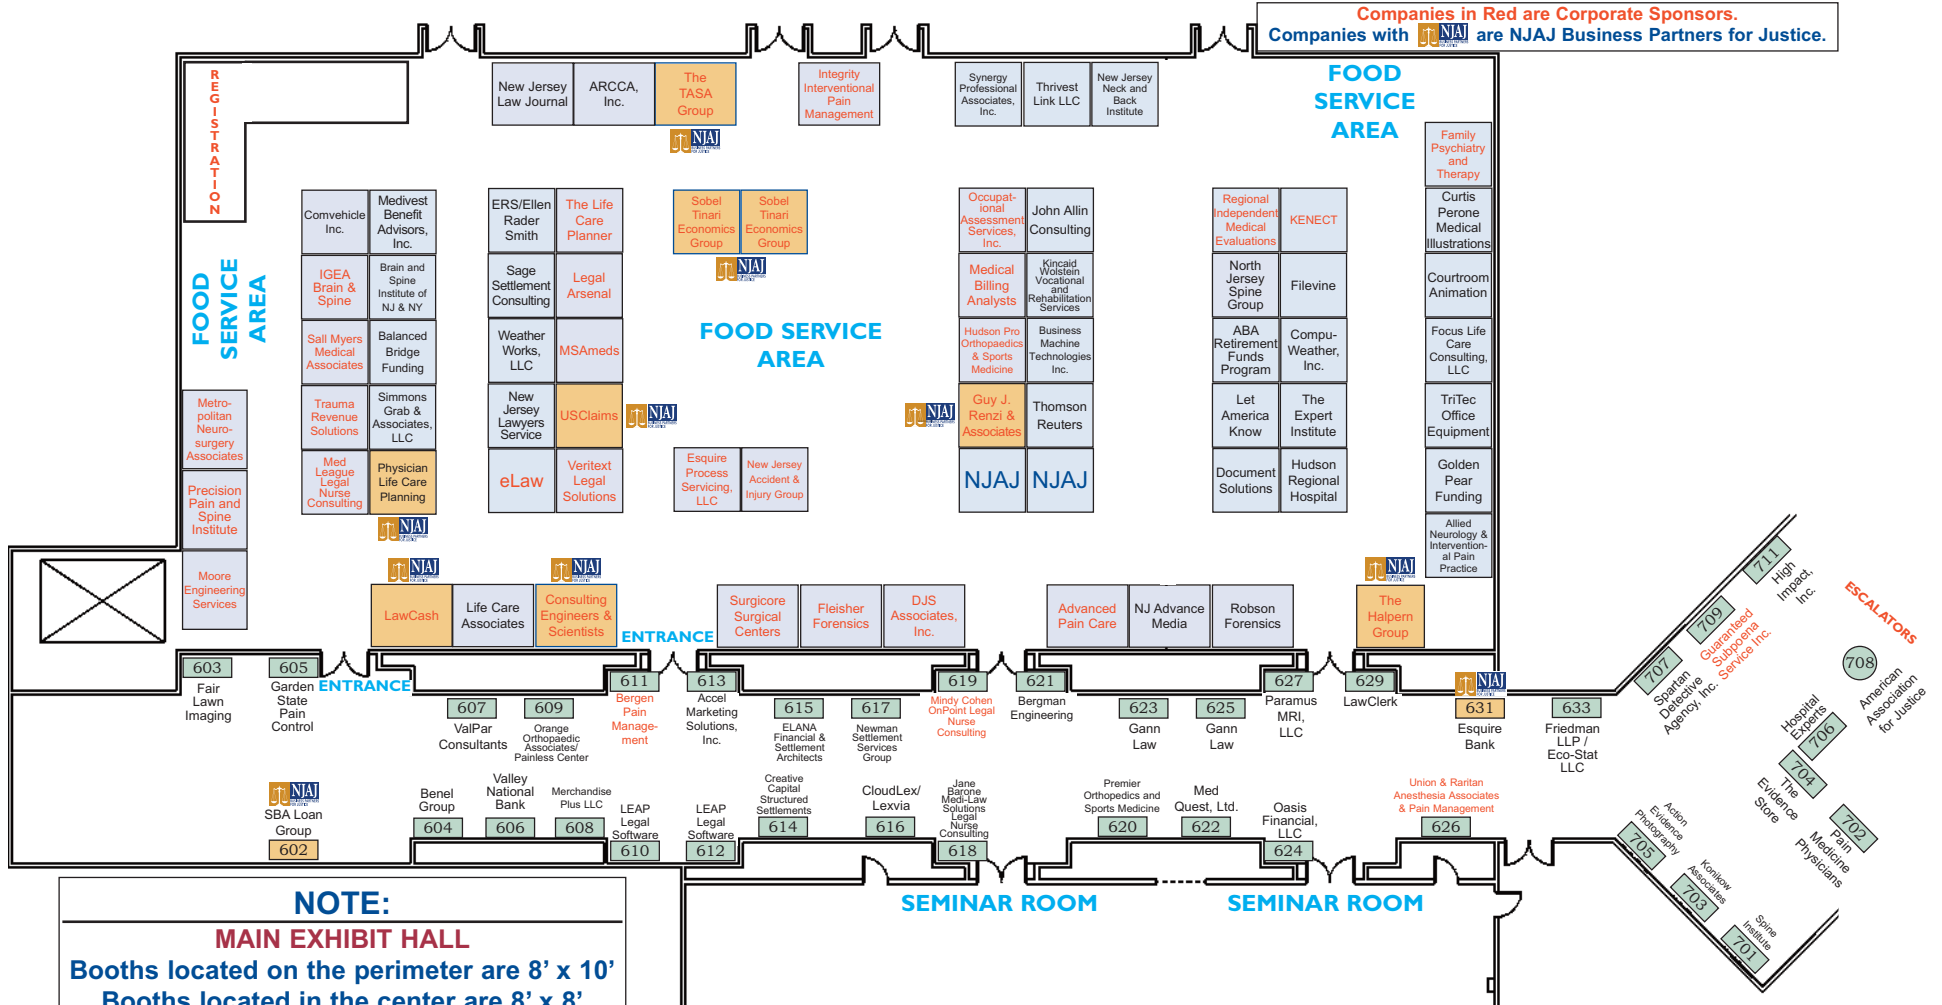 Companies in Red are Corporate Sponsors.
Companies with NJAJ are NJAJ Business Partners for Justice.
REGISTRATION
New Jersey
Law Journal
ARCCA,
Inc.
The
TASA
Group
NJAJ
Integrity
Interventional
Pain
Management
Synergy
Professional
Associates,
Inc.
Thrivest
Link LLC
New Jersey
Neck and
Back
Institute
FOOD
SERVICE
AREA
Family
Psychiatry
and
Therapy
Comvehicle
Inc.
Medivest
Benefit
Advisors,
Inc.
ERS/Ellen
Rader
Smith
The Life
Care
Planner
Sobel
Tinari
Economics
Group
Sobel
Tinari
Economics
Group
NJAJ
Occupat-
ional
Assessment
Services,
Inc.
John Allin
Consulting
Regional
Independent
Medical
Evaluations
KENECT
Curtis
Perone
Medical
Illustrations
FOOD
SERVICE
AREA
IGEA
Brain &
Spine
Brain and
Spine
Institute of
NJ & NY
Sage
Settlement
Consulting
Legal
Arsenal
Medical
Billing
Analysts
Kincaid
Wolstein
Vocational
and
Rehabilitation
Services
North
Jersey
Spine
Group
Filevine
Courtroom
Animation
FOOD SERVICE
AREA
Sall Myers
Medical
Associates
Balanced
Bridge
Funding
Weather
Works,
LLC
MSAmeds
Hudson Pro
Orthopaedics
& Sports
Medicine
Business
Machine
Technologies
Inc.
ABA
Retirement
Funds
Program
Compu-
Weather,
Inc.
Focus Life
Care
Consulting,
LLC
Metro-
politan
Neuro-
surgery
Associates
Trauma
Revenue
Solutions
Simmons
Grab &
Associates,
LLC
New
Jersey
Lawyers
Service
USClaims
NJAJ
NJAJ
Guy J.
Renzi &
Associates
Thomson
Reuters
Let
America
Know
The
Expert
Institute
TriTec
Office
Equipment
Precision
Pain and
Spine
Institute
Med
League
Legal
Nurse
Consulting
Physician
Life Care
Planning
NJAJ
eLaw
Veritext
Legal
Solutions
Esquire
Process
Servicing,
LLC
New Jersey
Accident &
Injury Group
NJAJ
NJAJ
Document
Solutions
Hudson
Regional
Hospital
Golden
Pear
Funding
Allied
Neurology &
Intervention-
al Pain
Practice
Moore
Engineering
Services
NJAJ
LawCash
Life Care
Associates
NJAJ
Consulting
Engineers &
Scientists
ENTRANCE
Surgicore
Surgical
Centers
Fleisher
Forensics
DJS
Associates,
Inc.
Advanced
Pain Care
NJ Advance
Media
Robson
Forensics
NJAJ
The
Halpern
Group
603
Fair
Lawn
Imaging
605
Garden
State
Pain
Control
ENTRANCE
607
ValPar
Consultants
609
Orange
Orthopaedic
Associates/
Painless Center
611
Bergen
Pain
Manage-
ment
613
Accel
Marketing
Solutions,
Inc.
615
ELANA
Financial &
Settlement
Architects
617
Newman
Settlement
Services
Group
619
Mindy Cohen
OnPoint Legal
Nurse
Consulting
621
Bergman
Engineering
623
Gann
Law
625
Gann
Law
627
Paramus
MRI,
LLC
629
LawClerk
NJAJ
631
Esquire
Bank
633
Friedman
LLP /
Eco-Stat
LLC
707
Spartan
Detective
Agency, Inc.
709
Guaranteed
Subpoena
Service Inc.
711
High
Impact,
Inc.
ESCALATORS
708
American
Association
for Justice
Hospital
Experts
706
704
The
Evidence
Store
702
Pain
Medicine
Physicians
Action
Evidence
Photography
705
Konikow
Associates
703
Spine
Institute
701
NJAJ
SBA Loan
Group
602
Benel
Group
604
Valley
National
Bank
606
Merchandise
Plus LLC
608
LEAP
Legal
Software
610
LEAP
Legal
Software
612
Creative
Capital
Structured
Settlements
614
CloudLex/
Lexvia
616
Jane
Barone
Medi-Law
Solutions
Legal
Nurse
Consulting
618
Premier
Orthopedics and
Sports Medicine
620
Med
Quest, Ltd.
622
Oasis
Financial,
LLC
624
Union & Raritan
Anesthesia Associates
& Pain Management
626
SEMINAR ROOM
SEMINAR ROOM
NOTE:
MAIN EXHIBIT HALL
Booths located on the perimeter are 8' x 10'
Booths located in the center are 8' x 8'